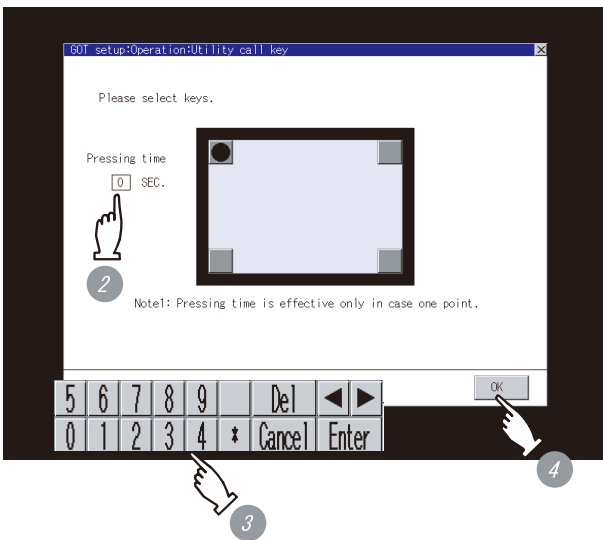 GOT setup:Operation:Utility call key
Please select keys.
Pressing time
0 SEC.
2
Note1: Pressing time is effective only in case one point.
OK
5 6 7 8 9 Del ◀ ▶
0 1 2 3 4 * Cancel Enter
4
3